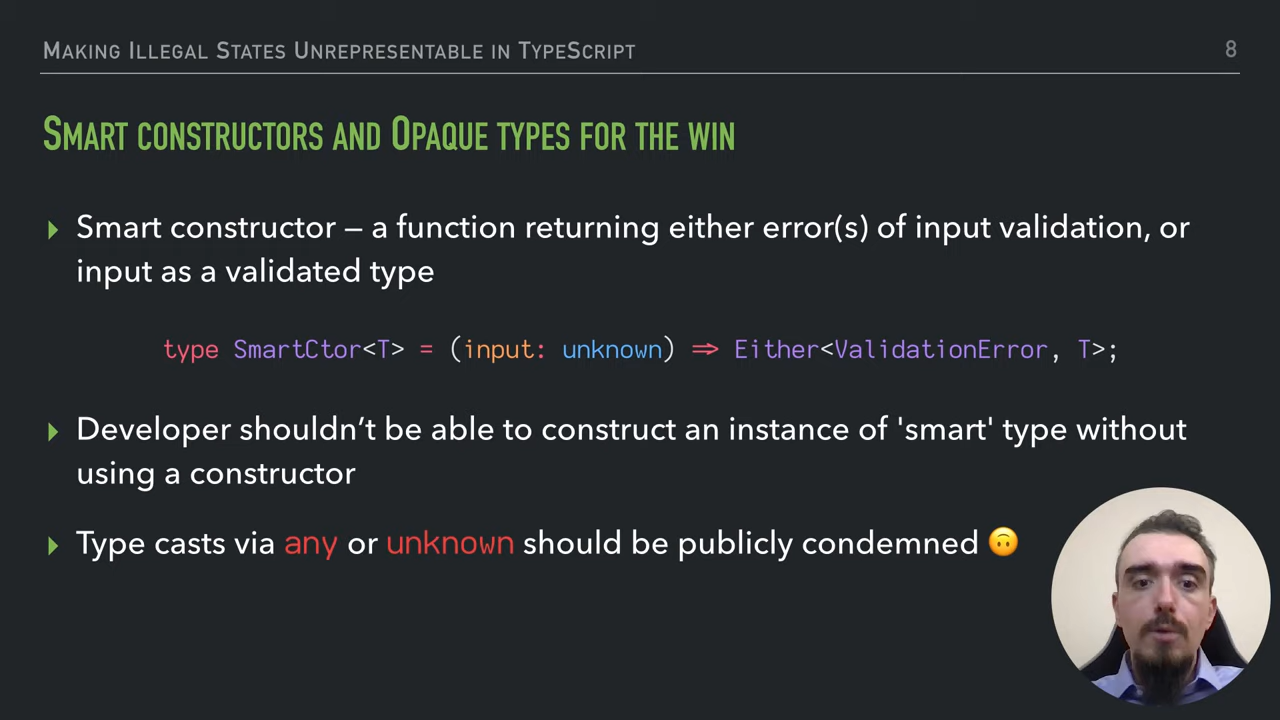 Making Illegal States Unrepresentable in TypeScript 8
Smart constructors and Opaque types for the win
Smart constructor – a function returning either error(s) of input validation, or
input as a validated type
type SmartCtor<T> = (input: unknown) => Either<ValidationError, T>;
Developer shouldn’t be able to construct an instance of 'smart' type without
using a constructor
Type casts via any or unknown should be publicly condemned 🙃